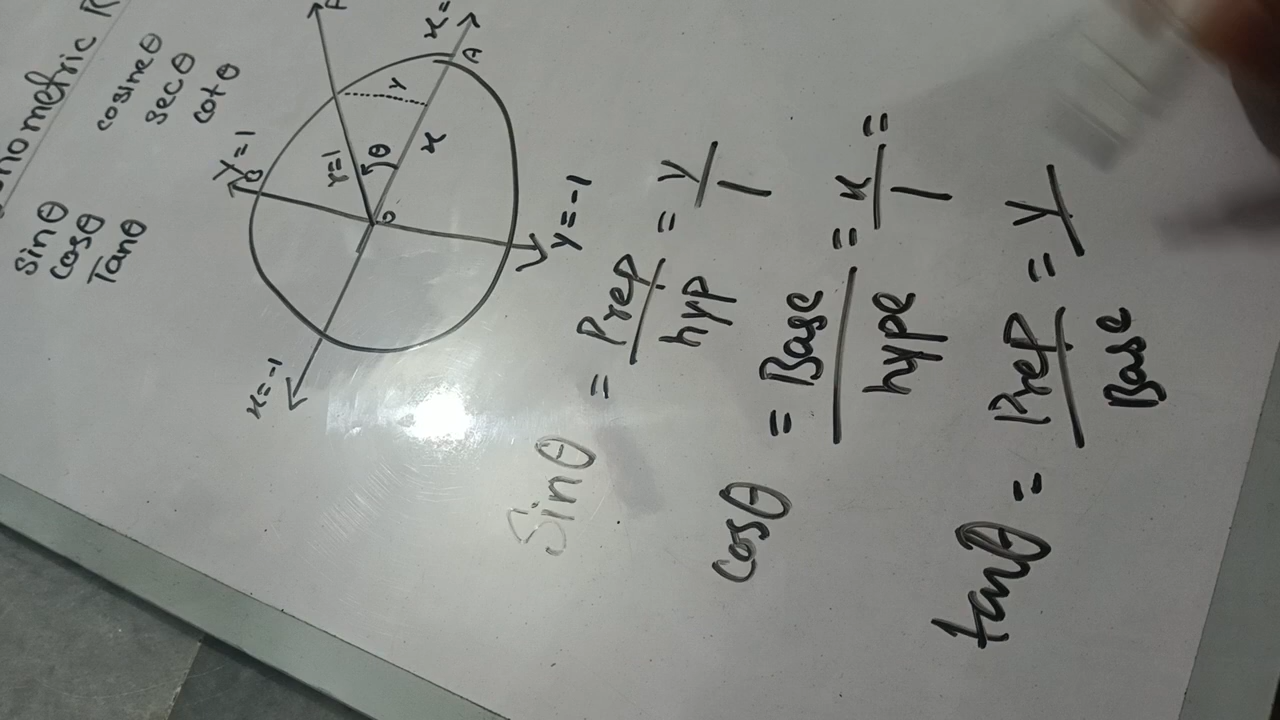 sinθ cosineθ
cosθ secθ
Tanθ cotθ
y=1
B
r=1
θ
x
y
A
O
x=-1
y=-1
Sinθ = Prep/hyp = y/1
cosθ = Base/hype = x/1 =
tanθ = Prep/Base = y/